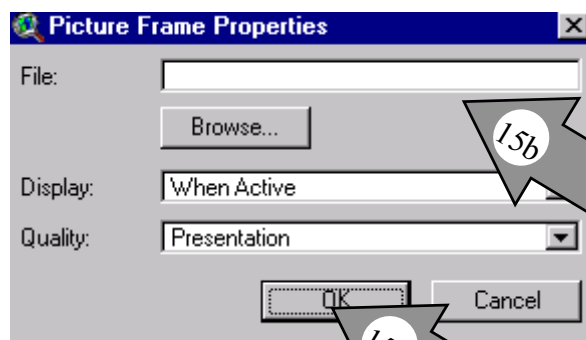 Picture Frame Properties
File:
Browse...
15b
Display: When Active
Quality: Presentation
OK Cancel